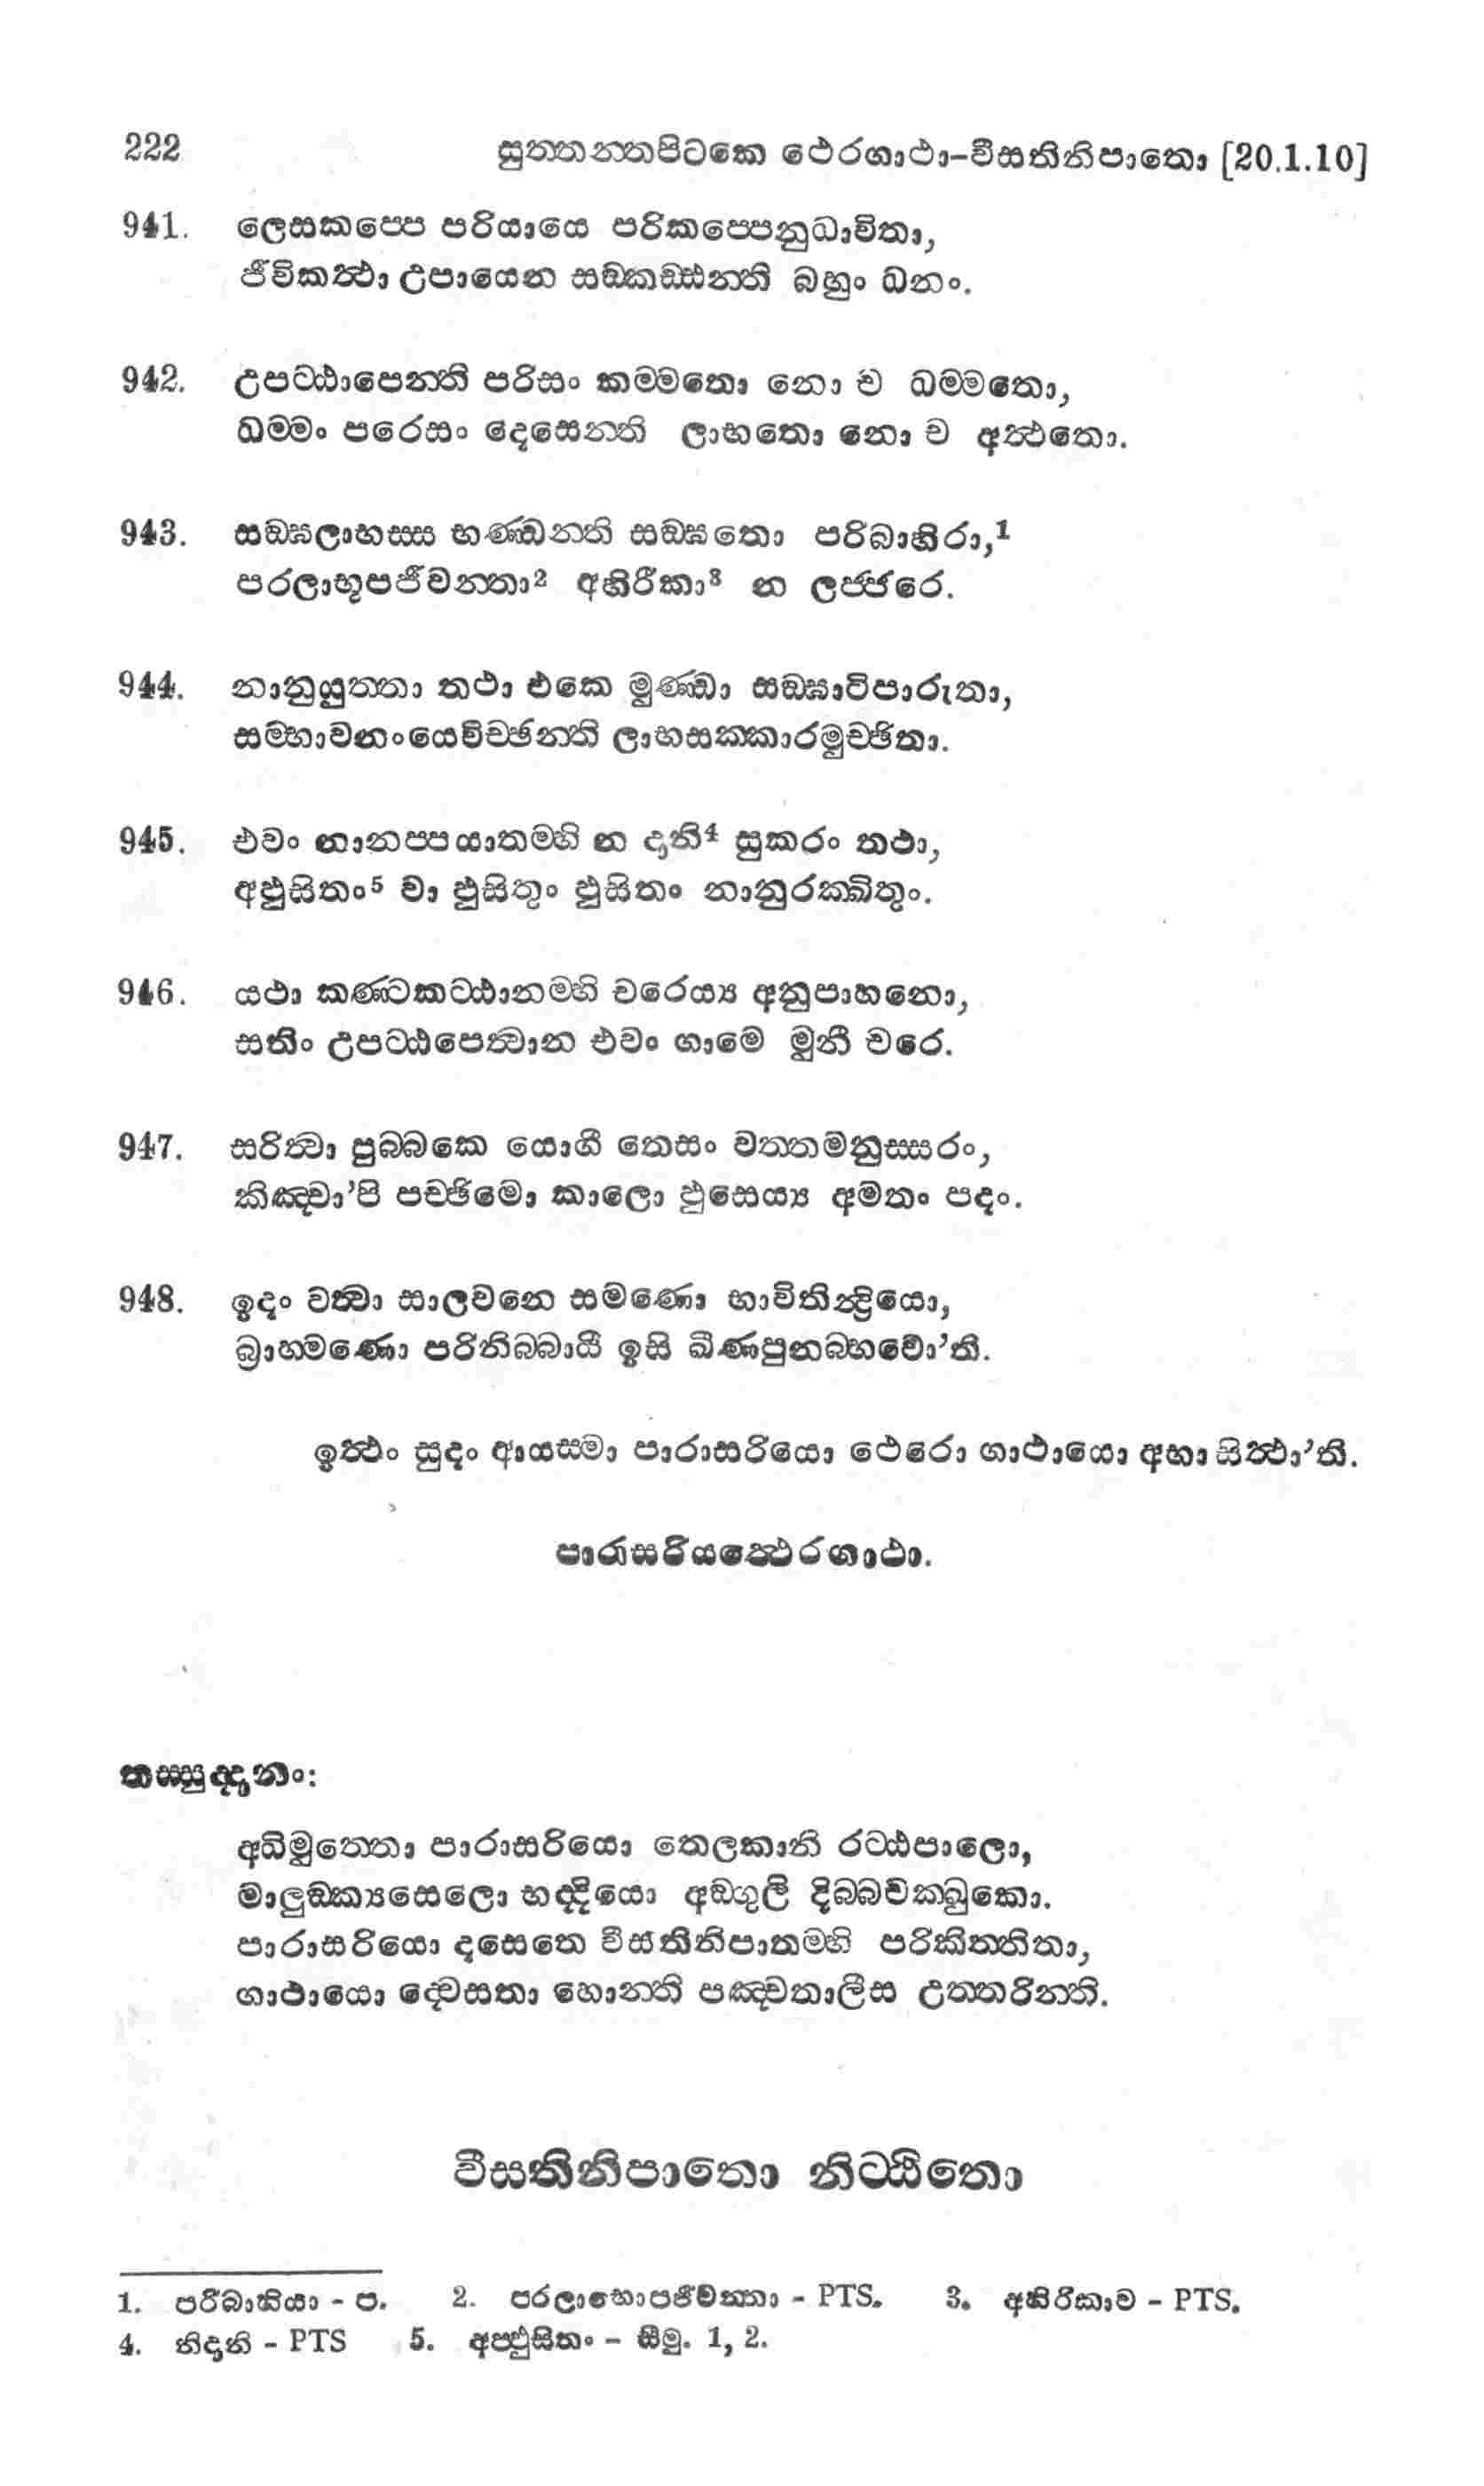 222 සුත්තන්තපිටකෙ ථෙරගාථා-වීසතිනිපාතො [20.1.10]
941. ලෙසකප්පෙ පරියායෙ පරිකප්පෙනුධාවිතා,
ජීවිකත්ථා උපායෙන සඞ්කඩ්ඪන්ති බහුං ධනං.
942. උපට්ඨාපෙන්ති පරිසං කම්මතො නො ච ධම්මතො,
ධම්මං පරෙසං දෙසෙන්ති ලාභතො නො ච අත්ථතො.
943. සඞ්ඝලාභස්ස භණ්ඩන්ති සඞ්ඝතො පරිබාහිරා,1
පරලාභූපජීවන්තා2 අහිරීකා3 න ලජ්ජරෙ.
944. නානුයුත්තා තථා එකෙ මුණ්ඩා සඞ්ඝාටිපාරුතා,
සම්භාවනංයෙවිච්ඡන්ති ලාභසක්කාරමුච්ඡිතා.
945. එවං නානප්පයාතම්හි න දානි4 සුකරං තථා,
අඵුසිතං5 වා ඵුසිතුං ඵුසිතං නානුරක්ඛිතුං.
946. යථා කණ්ටකට්ඨානම්හි චරෙය්‍ය අනුපාහනො,
සතිං උපට්ඨපෙත්වාන එවං ගාමෙ මුනී චරෙ.
947. සරිත්වා පුබ්බකෙ යොගී තෙසං වත්තමනුස්සරං,
කිඤ්චා’පි පච්ඡිමො කාලො ඵුසෙය්‍ය අමතං පදං.
948. ඉදං වත්වා සාලවනෙ සමණො භාවිතින්ද්‍රියො,
බ්‍රාහ්මණො පරිනිබ්බායී ඉසි ඛීණපුනබ්භවො’ති.
ඉත්ථං සුදං ආයස්මා පාරාසරියො ථෙරො ගාථායො අභාසිත්ථා’ති.
පාරාසරියත්ථෙරගාථා.
තස්සුද්දානං:
අධිමුත්තො පාරාසරියො තෙලකානි රට්ඨපාලො,
මාලුඞ්ක්‍යසෙලො භද්දියො අඞ්ගුලි දිබ්බචක්ඛුකො.
පාරාසරියො දසෙතෙ වීසතිනිපාතම්හි පරිකිත්තිතා,
ගාථායො ද්වෙසතා හොන්ති පඤ්චතාලීස උත්තරින්ති.
වීසතිනිපාතො නිට්ඨිතො
1. පරිබාහියා - ප. 2. පරලාභොපජීවන්තා - PTS. 3. අහිරිකාව - PTS.
4. නිදානි - PTS 5. අප්ඵුසිතං - සීමු. 1, 2.